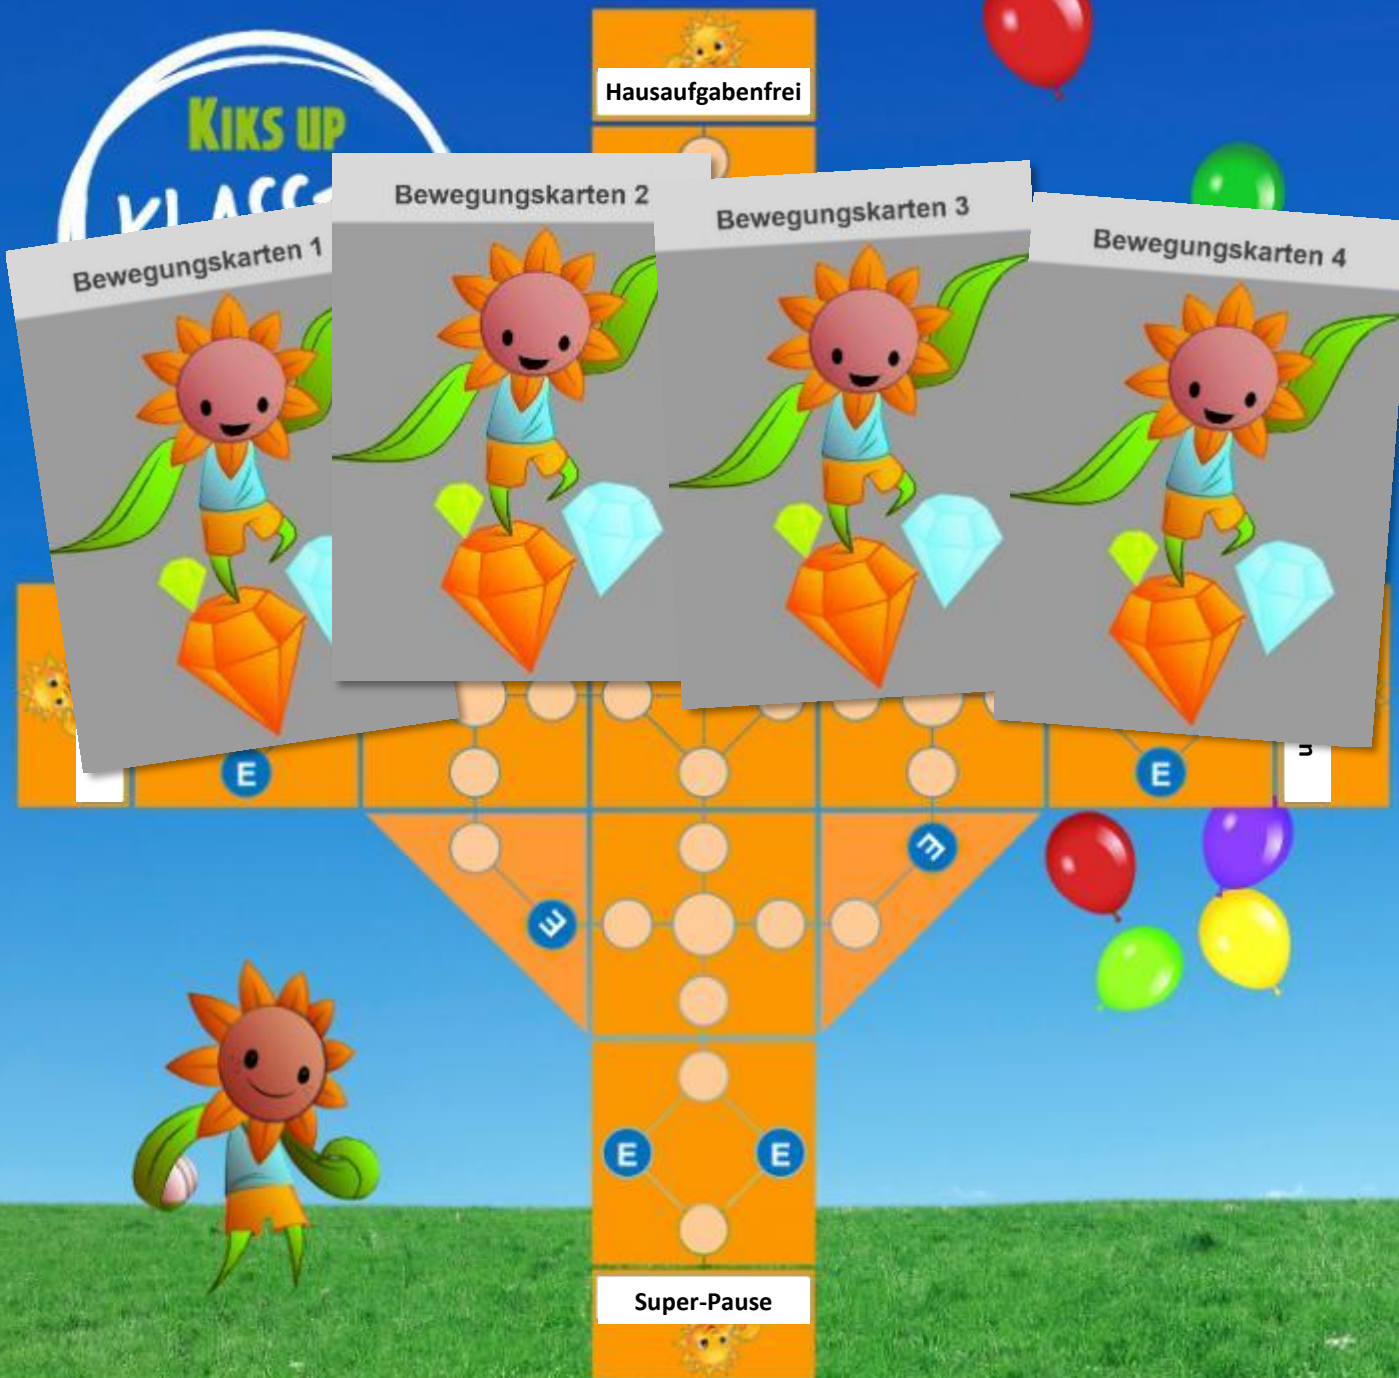 Hausaufgabenfrei
KIKS UP
Bewegungskarten 1
Bewegungskarten 2
Bewegungskarten 3
Bewegungskarten 4
E
E
E
E
E
E
Super-Pause